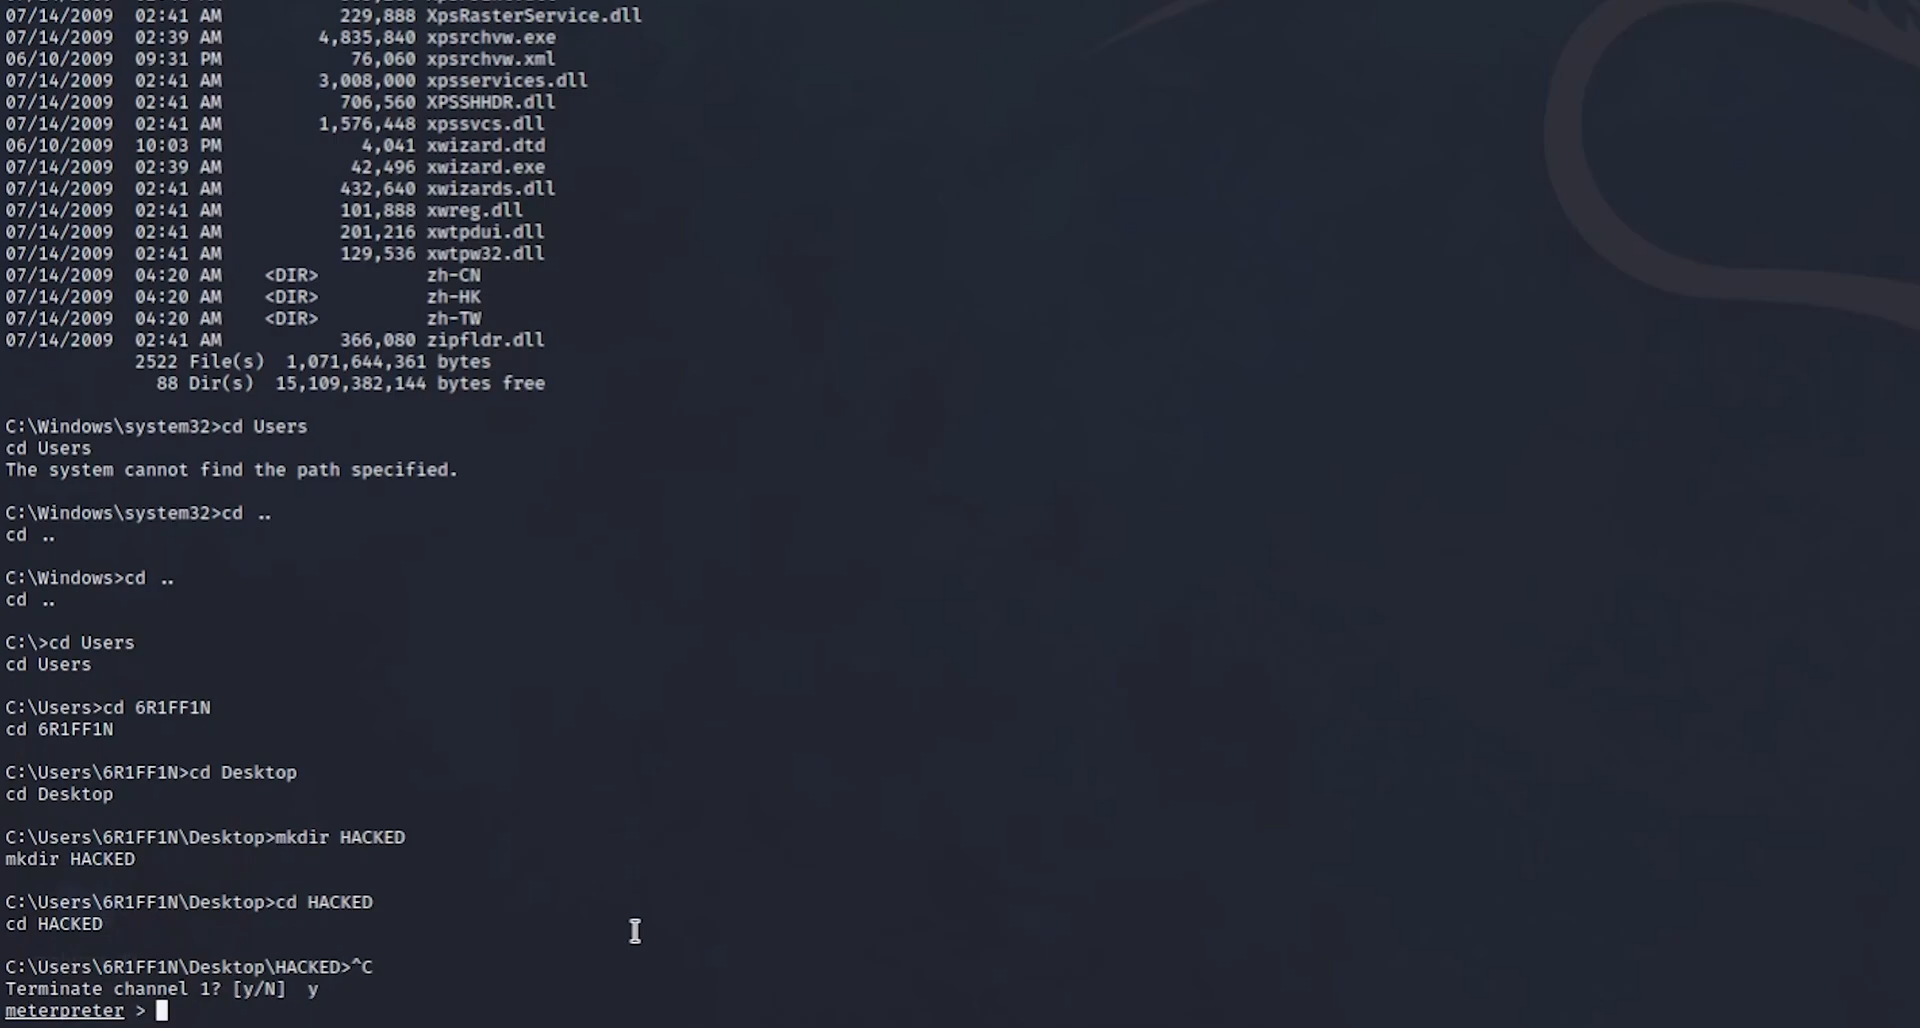 07/14/2009  02:41 AM           229,888 XpsRasterService.dll
07/14/2009  02:39 AM         4,835,840 xpsrchvw.exe
06/10/2009  09:31 PM            76,060 xpsrchvw.xml
07/14/2009  02:41 AM         3,008,000 xpsservices.dll
07/14/2009  02:41 AM           706,560 XPSSHHDR.dll
07/14/2009  02:41 AM         1,576,448 xpssvcs.dll
06/10/2009  10:03 PM             4,041 xwizard.dtd
07/14/2009  02:39 AM            42,496 xwizard.exe
07/14/2009  02:41 AM           432,640 xwizards.dll
07/14/2009  02:41 AM           101,888 xwreg.dll
07/14/2009  02:41 AM           201,216 xwtpdui.dll
07/14/2009  02:41 AM           129,536 xwtpw32.dll
07/14/2009  04:20 AM    <DIR>          zh-CN
07/14/2009  04:20 AM    <DIR>          zh-HK
07/14/2009  04:20 AM    <DIR>          zh-TW
07/14/2009  02:41 AM           366,080 zipfldr.dll
            2522 File(s)  1,071,644,361 bytes
              88 Dir(s)  15,109,382,144 bytes free
C:\Windows\system32>cd Users
cd Users
The system cannot find the path specified.
C:\Windows\system32>cd ..
cd ..
C:\Windows>cd ..
cd ..
C:\>cd Users
cd Users
C:\Users>cd 6R1FF1N
cd 6R1FF1N
C:\Users\6R1FF1N>cd Desktop
cd Desktop
C:\Users\6R1FF1N\Desktop>mkdir HACKED
mkdir HACKED
C:\Users\6R1FF1N\Desktop>cd HACKED
cd HACKED
C:\Users\6R1FF1N\Desktop\HACKED>^C
Terminate channel 1? [y/N]  y
meterpreter >